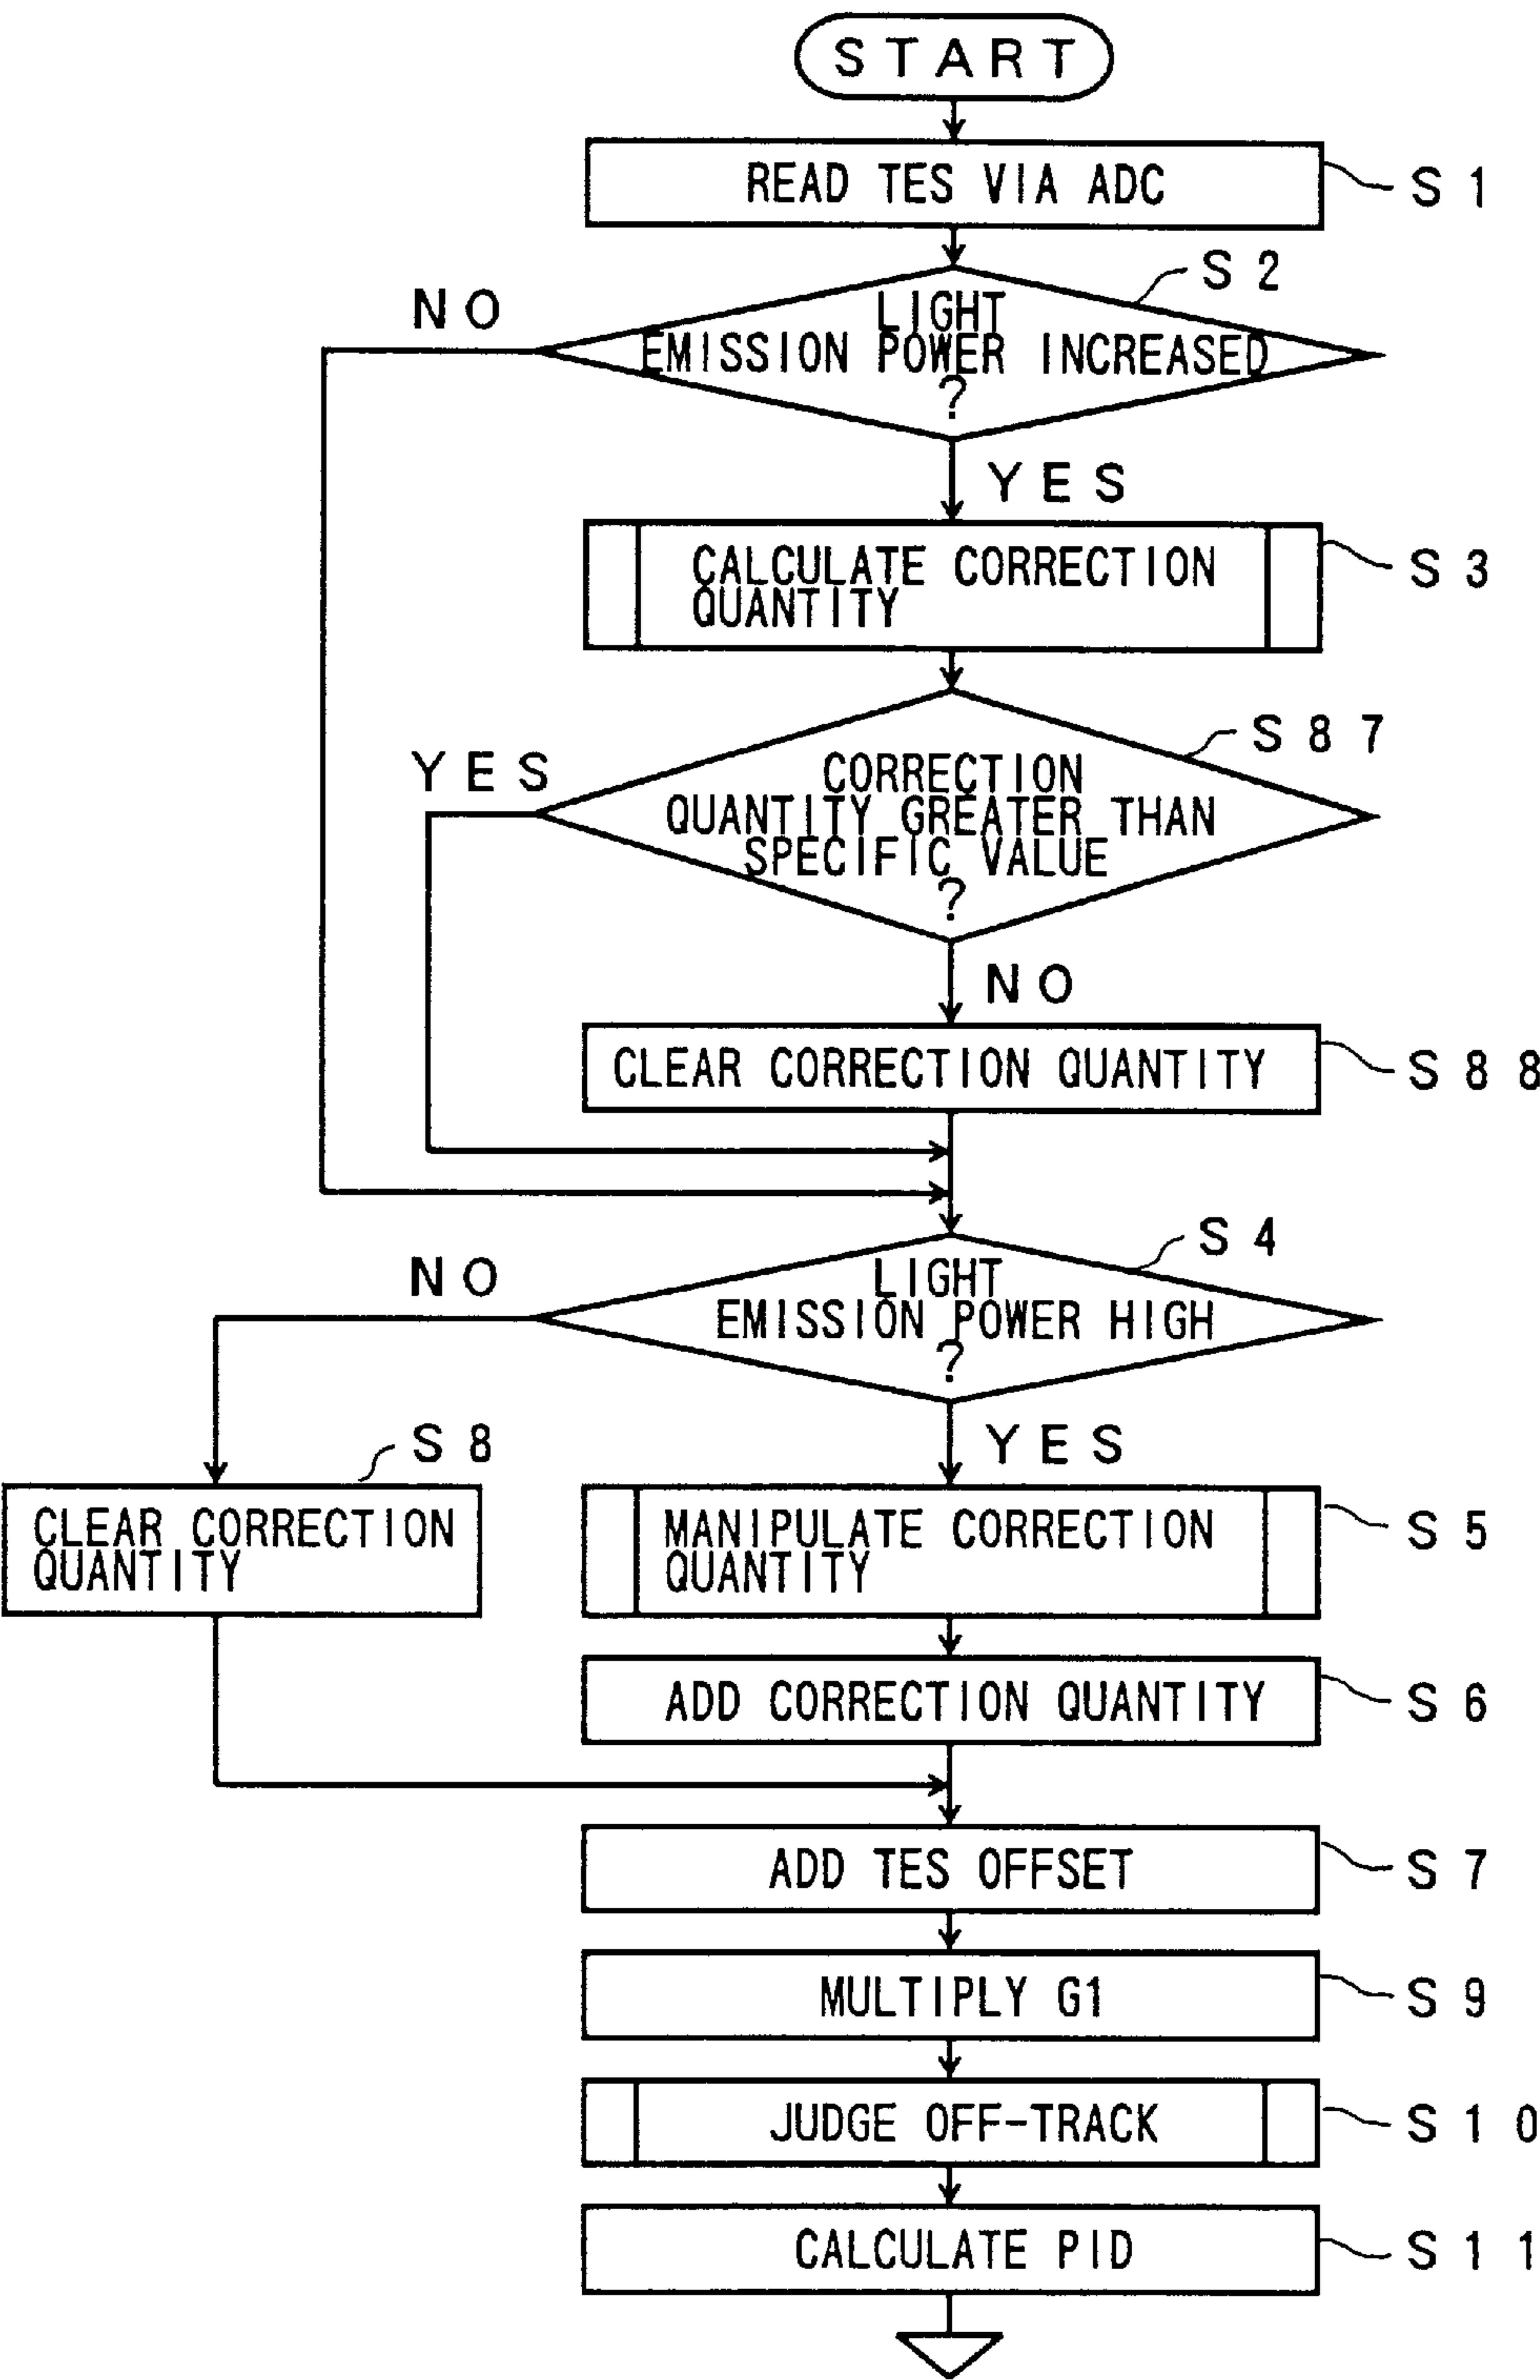 START
READ TES VIA ADC
S1
S2
NO
LIGHT
EMISSION POWER INCREASED
?
YES
CALCULATE CORRECTION
QUANTITY
S3
S87
YES
CORRECTION
QUANTITY GREATER THAN
SPECIFIC VALUE
?
NO
CLEAR CORRECTION QUANTITY
S88
S4
NO
LIGHT
EMISSION POWER HIGH
?
YES
S8
CLEAR CORRECTION
QUANTITY
MANIPULATE CORRECTION
QUANTITY
S5
ADD CORRECTION QUANTITY
S6
ADD TES OFFSET
S7
MULTIPLY G1
S9
JUDGE OFF-TRACK
S10
CALCULATE PID
S11